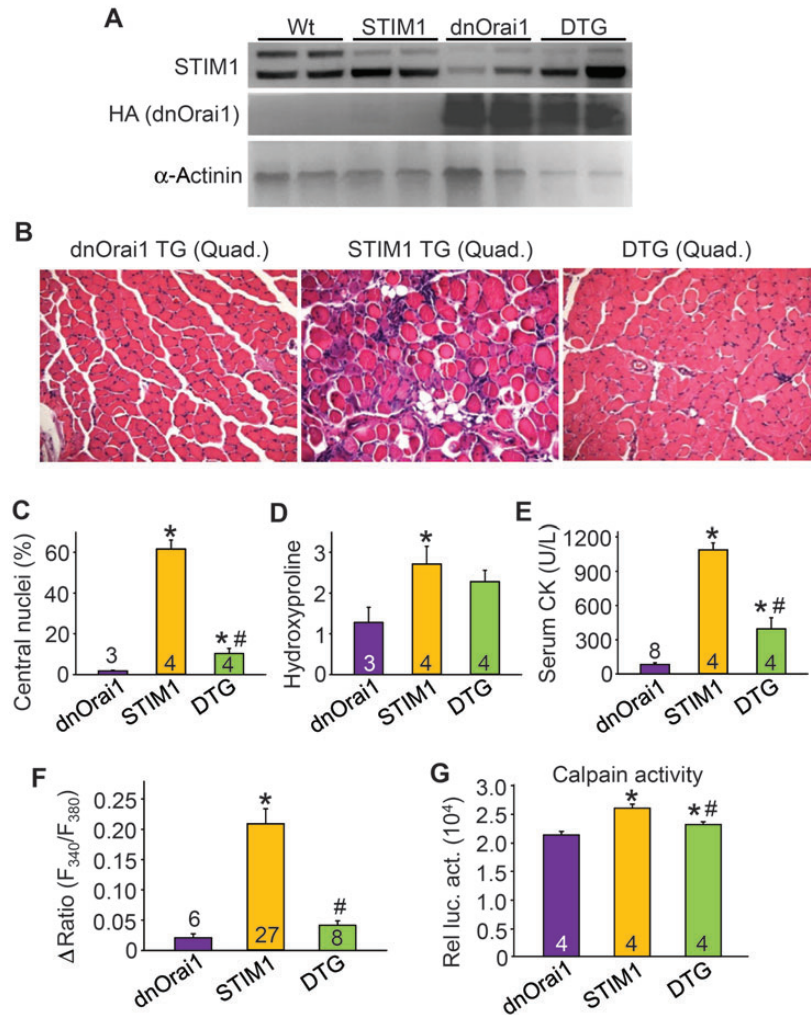 A
Wt STIM1 dnOrai1 DTG
STIM1
HA (dnOrai1)
α-Actinin
B
dnOrai1 TG (Quad.) STIM1 TG (Quad.) DTG (Quad.)
C
Central nuclei (%)
60
40
20
0
3
*
4
*#
4
dnOrai1 STIM1 DTG
D
Hydroxyproline
3
2
1
0
3
*
4
4
dnOrai1 STIM1 DTG
E
Serum CK (U/L)
1200
900
600
300
0
8
*
4
*#
4
dnOrai1 STIM1 DTG
F
ΔRatio (F340/F380)
0.25
0.20
0.15
0.10
0.05
0
6
*
27
#
8
dnOrai1 STIM1 DTG
G
Calpain activity
Rel luc. act. (10⁴)
3.0
2.5
2.0
1.5
1.0
0.5
0
4
*
4
*#
4
dnOrai1 STIM1 DTG